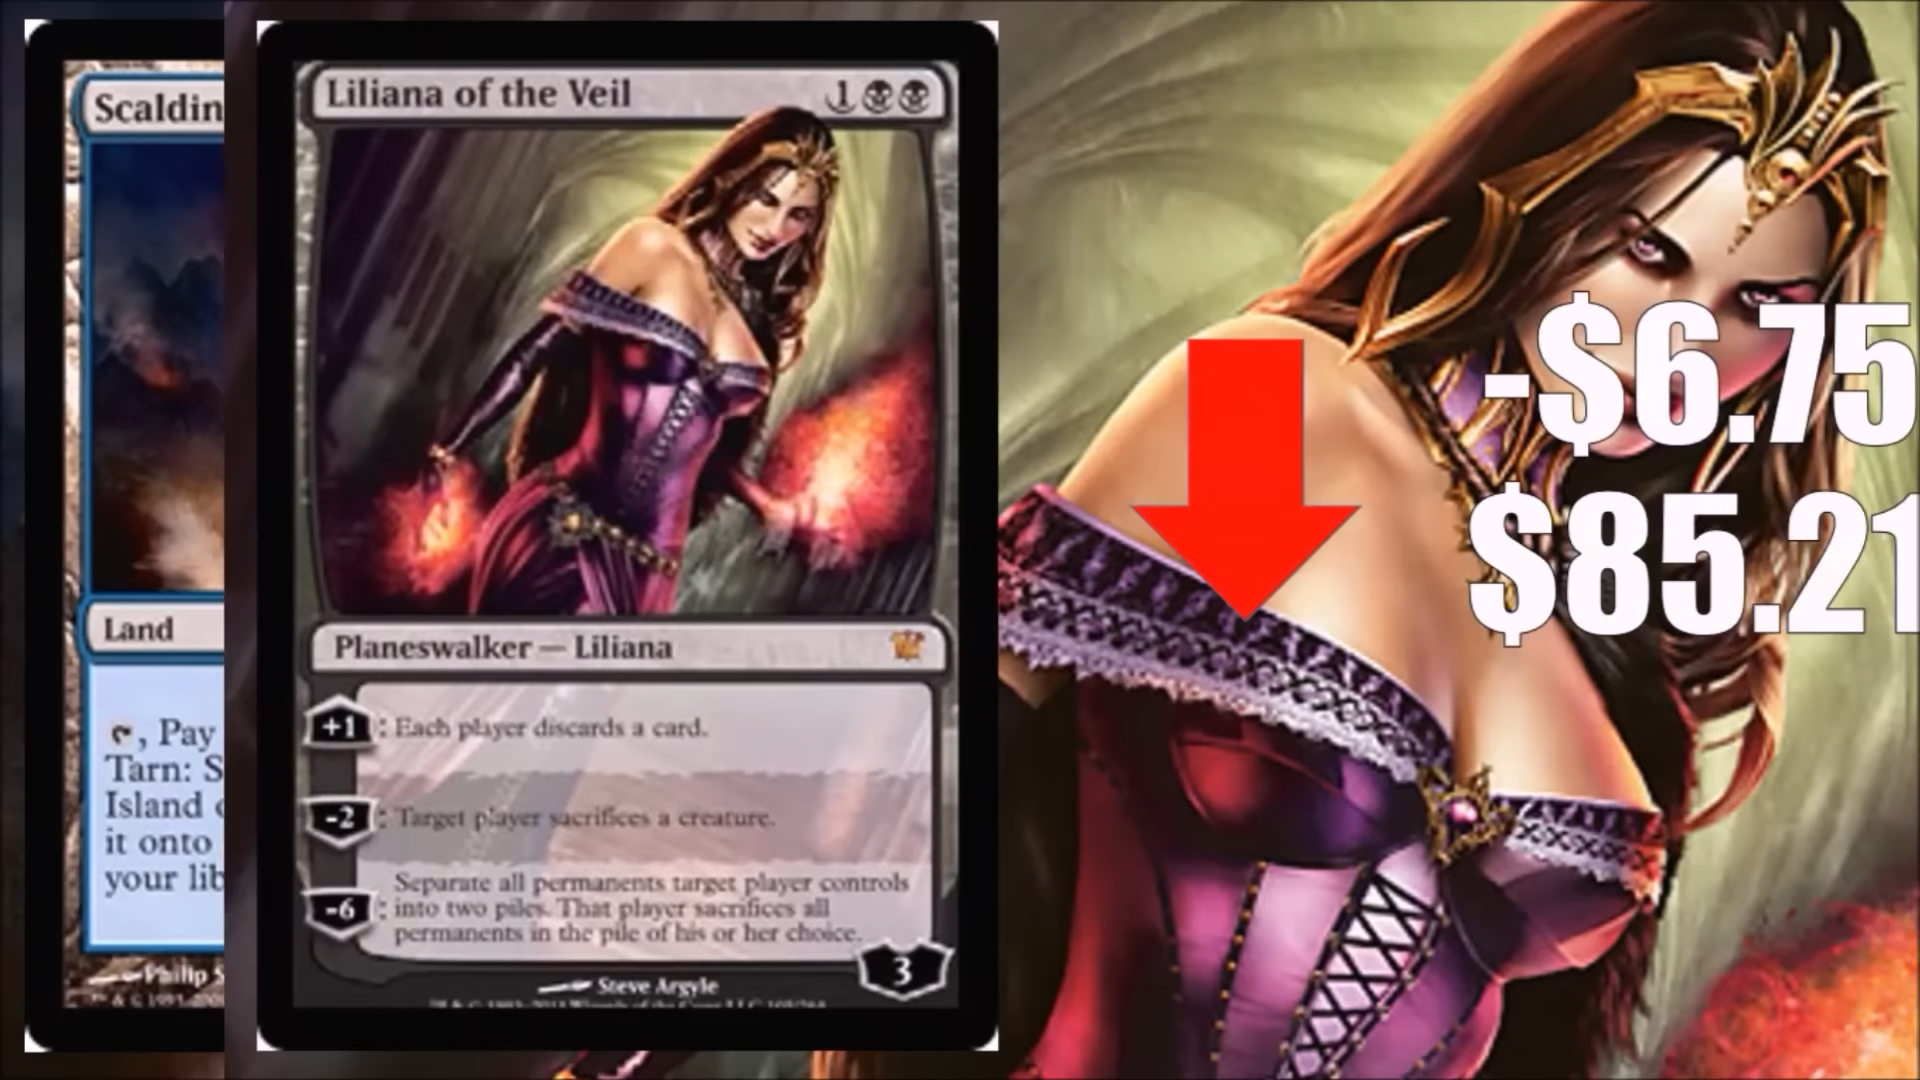 Scaldin
Land
, Pay
Tarn: S
Island
it onto
your lib
Philip S
Liliana of the Veil
1
Planeswalker — Liliana
+1 : Each player discards a card.
-2 : Target player sacrifices a creature.
Separate all permanents target player controls
-6 : into two piles. That player sacrifices all
permanents in the pile of his or her choice.
3
Steve Argyle
-$6.75
$85.21